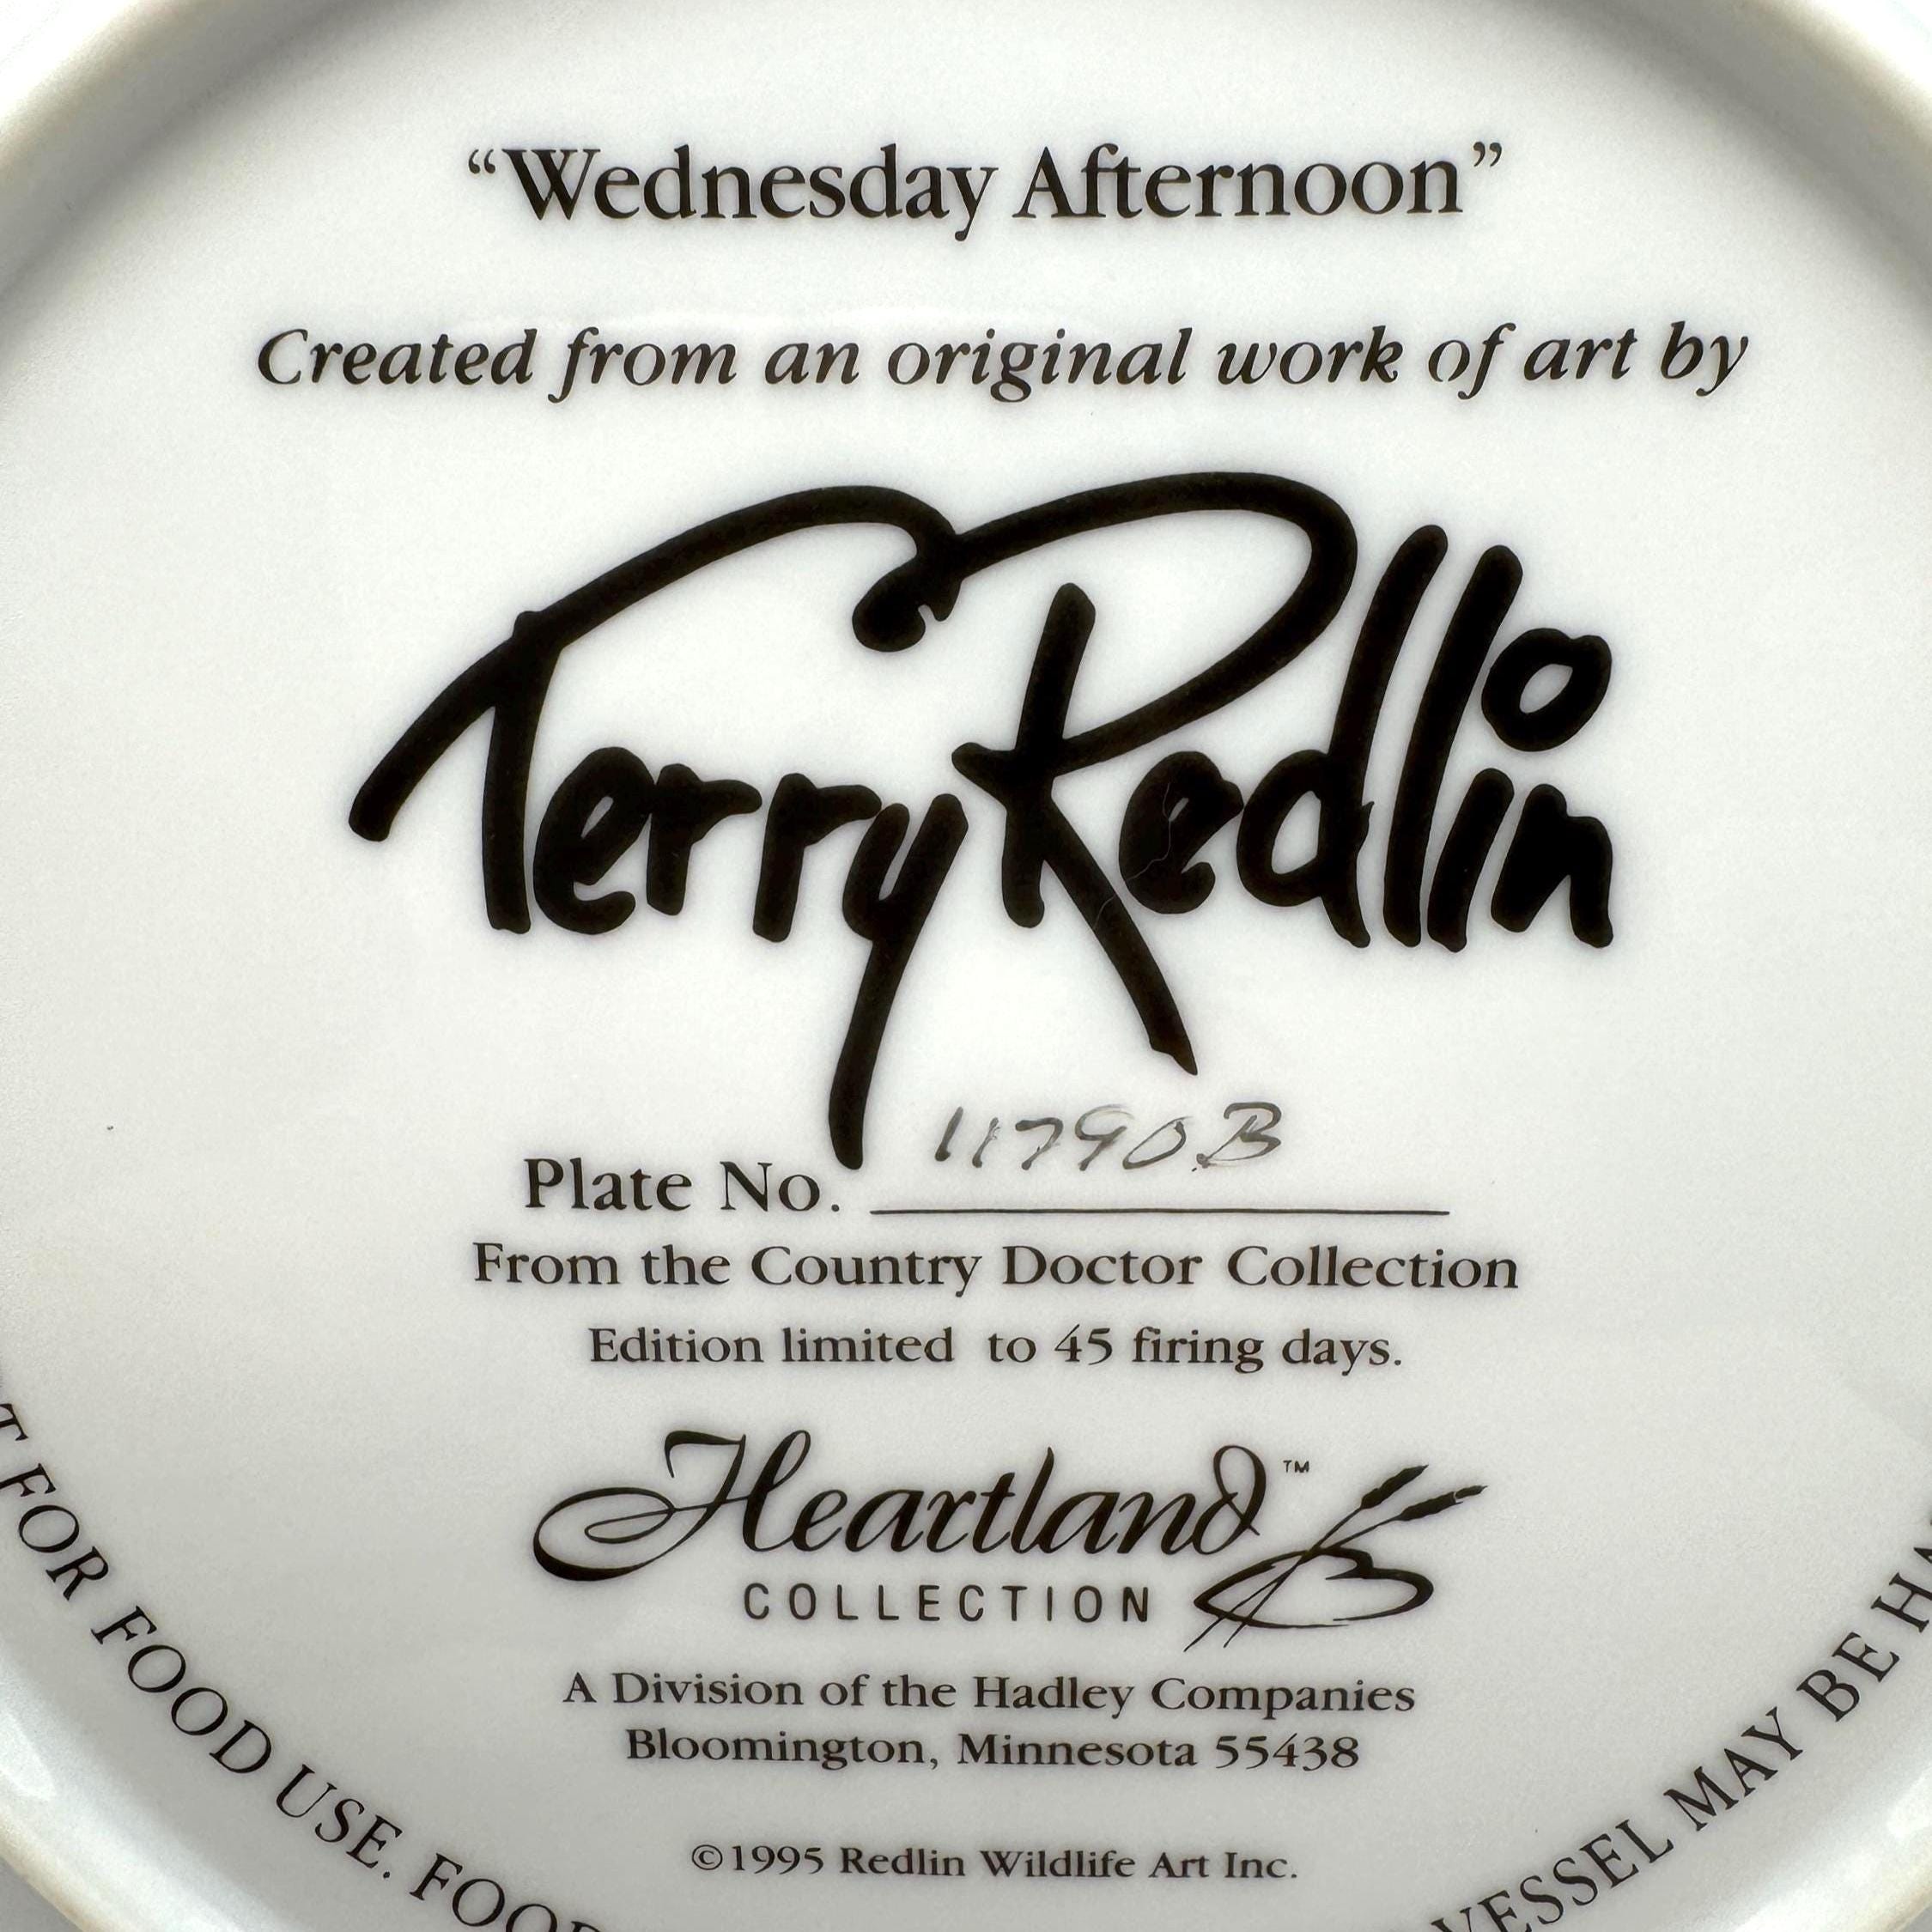 “Wednesday Afternoon”
Created from an original work of art by
Terry Redlin
Plate No. 11790B
From the Country Doctor Collection
Edition limited to 45 firing days.
Heartland™
COLLECTION
A Division of the Hadley Companies
Bloomington, Minnesota 55438
©1995 Redlin Wildlife Art Inc.
FOR FOOD USE. FOOD
VESSEL MAY BE